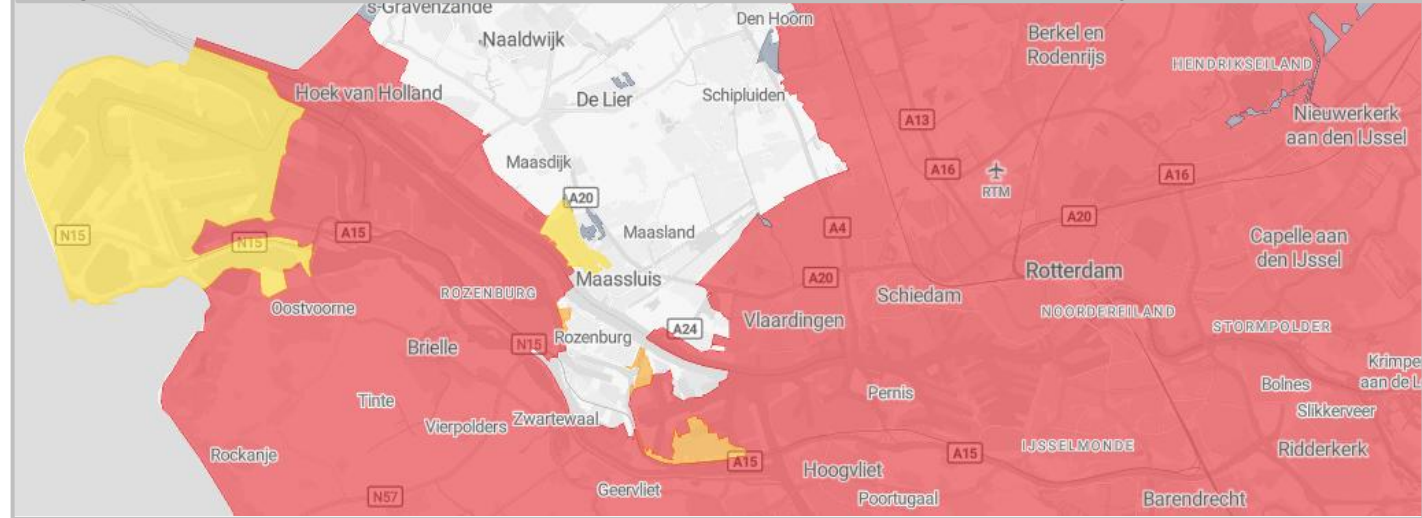 s-Gravenzande
Naaldwijk
Den Hoorn
Berkel en
Rodenrijs
HENDRIKSEILAND
Hoek van Holland
De Lier
Schipluiden
Nieuwerkerk
aan den IJssel
A13
Maasdijk
A16
RTM
A16
A20
A20
N15
N15
A15
Maasland
A4
Capelle aan
den IJssel
Maassluis
A20
Rotterdam
ROZENBURG
Schiedam
Oostvoorne
NOORDEREILAND
Vlaardingen
STORMPOLDER
A24
Rozenburg
N15
Brielle
Krimpe
aan de L
Bolnes
Pernis
Tinte
Slikkerveer
Zwartewaal
Vierpolders
IJSSELMONDE
Ridderkerk
Rockanje
A15
A15
Hoogvliet
Geervliet
N57
Poortugaal
Barendrecht